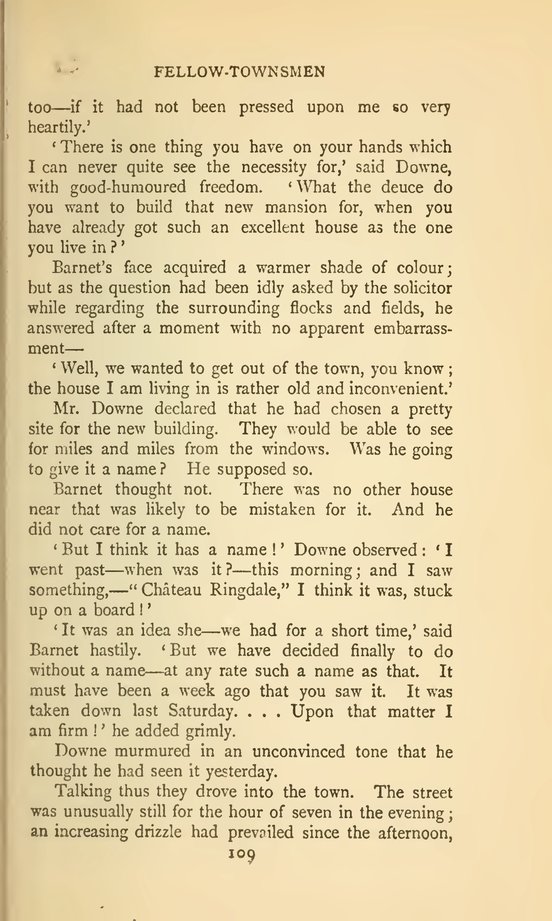 FELLOW-TOWNSMEN
too—if it had not been pressed upon me so very
heartily.'
'There is one thing you have on your hands which
I can never quite see the necessity for,' said Downe,
with good-humoured freedom. 'What the deuce do
you want to build that new mansion for, when you
have already got such an excellent house as the one
you live in?'
Barnet's face acquired a warmer shade of colour;
but as the question had been idly asked by the solicitor
while regarding the surrounding flocks and fields, he
answered after a moment with no apparent embarrass-
ment—
'Well, we wanted to get out of the town, you know;
the house I am living in is rather old and inconvenient.'
Mr. Downe declared that he had chosen a pretty
site for the new building. They would be able to see
for miles and miles from the windows. Was he going
to give it a name? He supposed so.
Barnet thought not. There was no other house
near that was likely to be mistaken for it. And he
did not care for a name.
'But I think it has a name!' Downe observed: 'I
went past—when was it?—this morning; and I saw
something,—"Château Ringdale," I think it was, stuck
up on a board!'
'It was an idea she—we had for a short time,' said
Barnet hastily. 'But we have decided finally to do
without a name—at any rate such a name as that. It
must have been a week ago that you saw it. It was
taken down last Saturday. . . . Upon that matter I
am firm!' he added grimly.
Downe murmured in an unconvinced tone that he
thought he had seen it yesterday.
Talking thus they drove into the town. The street
was unusually still for the hour of seven in the evening;
an increasing drizzle had prevailed since the afternoon,
109